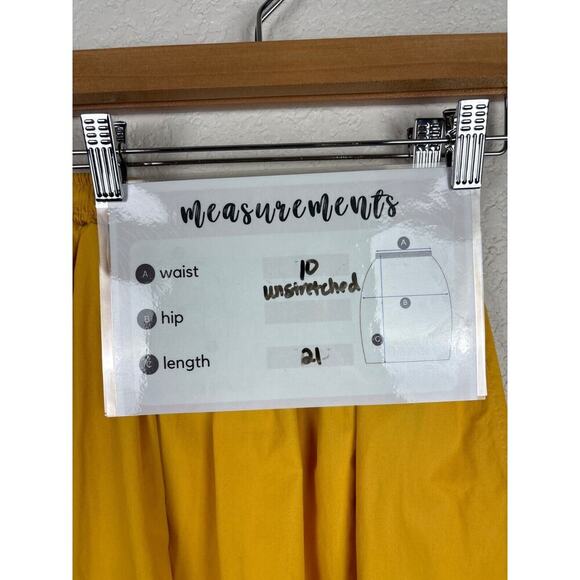 measurements
A waist 10
unstretched
B hip
C length 21
A
B
C